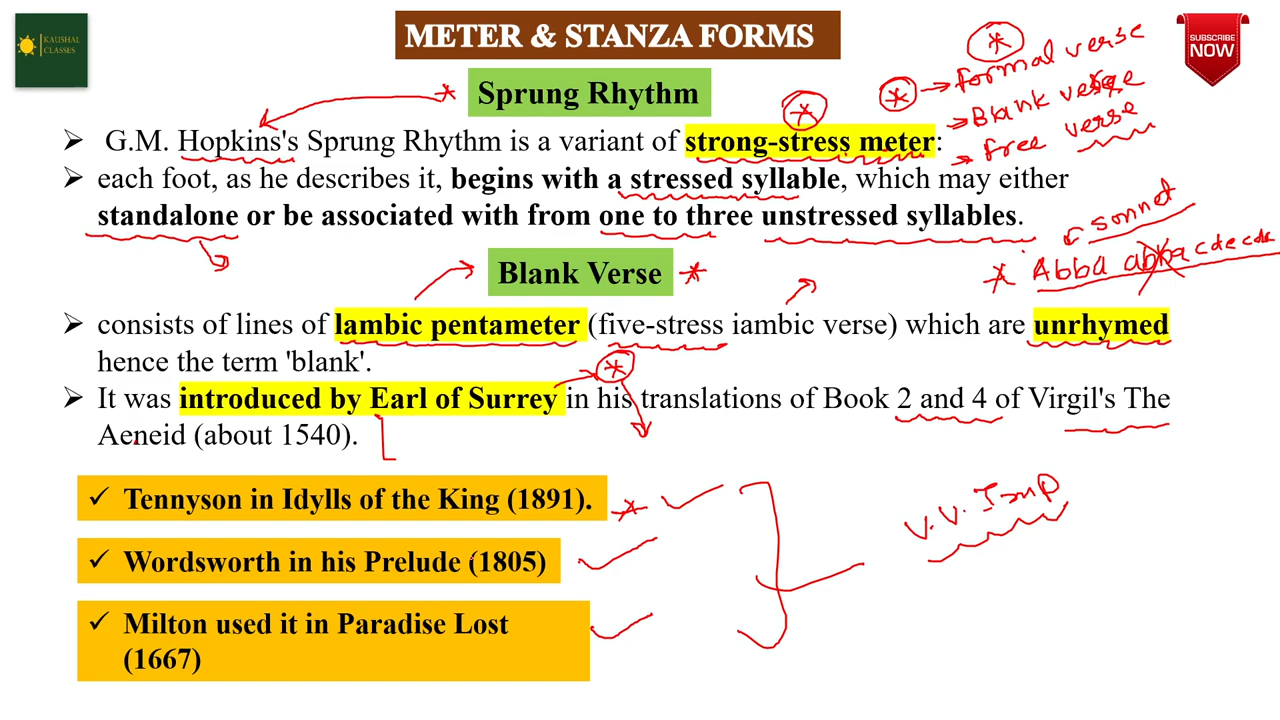 KAUSHAL
CLASSES
METER & STANZA FORMS
SUBSCRIBE
NOW
formal verse
Blank verse
free verse
Sprung Rhythm
➢ G.M. Hopkins's Sprung Rhythm is a variant of strong-stress meter:
➢ each foot, as he describes it, begins with a stressed syllable, which may either
standalone or be associated with from one to three unstressed syllables.
sonnet
Abba abba cdecde
Blank Verse
➢ consists of lines of Iambic pentameter (five-stress iambic verse) which are unrhymed
hence the term 'blank'.
➢ It was introduced by Earl of Surrey in his translations of Book 2 and 4 of Virgil's The
Aeneid (about 1540).
✓ Tennyson in Idylls of the King (1891).
V.V. Imp
✓ Wordsworth in his Prelude (1805)
✓ Milton used it in Paradise Lost
(1667)